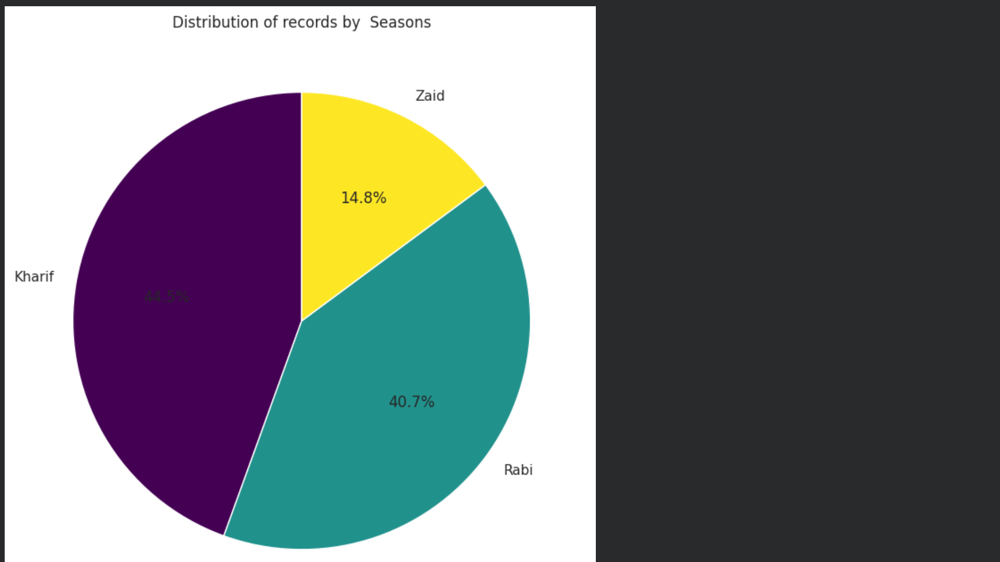 Distribution of records by  Seasons
Zaid
14.8%
Kharif
44.5%
40.7%
Rabi